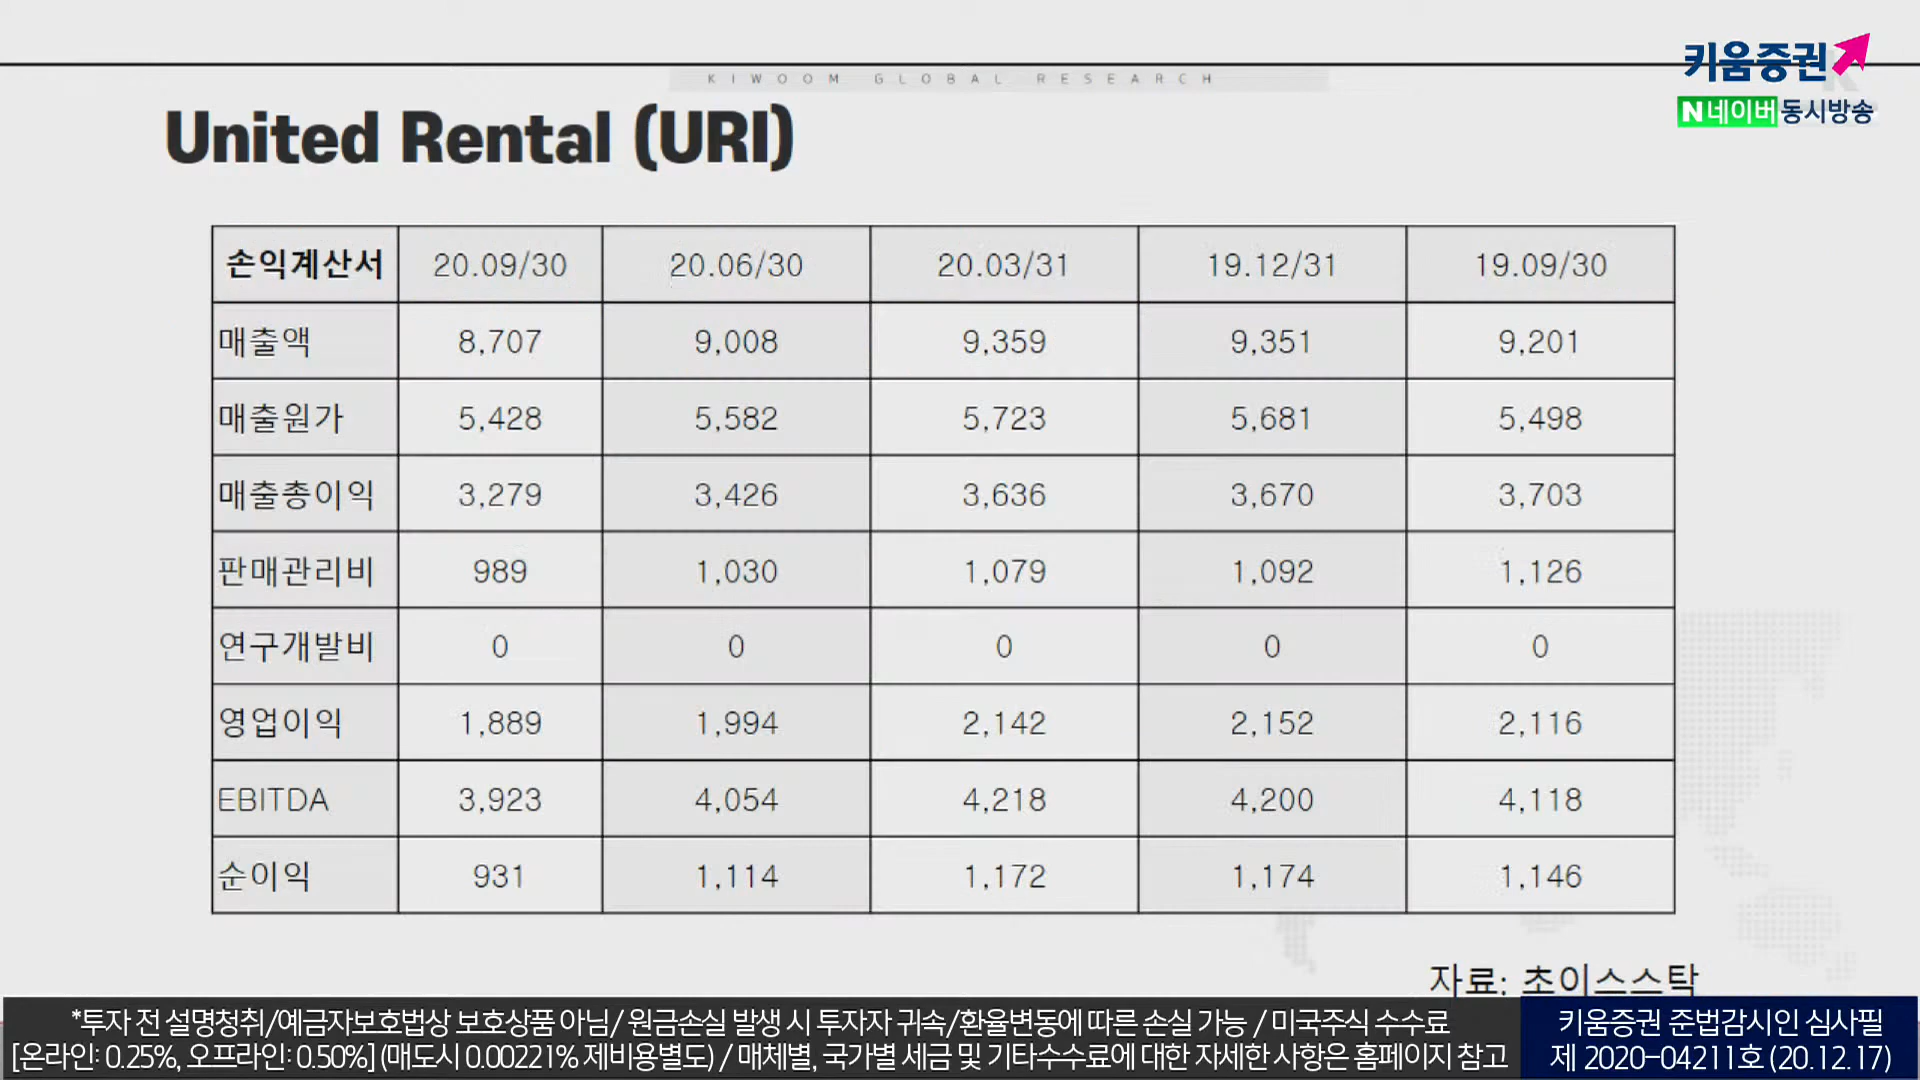 KIWOOM GLOBAL RESEARCH
키움증권
N 네이버 동시방송
United Rental (URI)
손익계산서 20.09/30 20.06/30 20.03/31 19.12/31 19.09/30
매출액 8,707 9,008 9,359 9,351 9,201
매출원가 5,428 5,582 5,723 5,681 5,498
매출총이익 3,279 3,426 3,636 3,670 3,703
판매관리비 989 1,030 1,079 1,092 1,126
연구개발비 0 0 0 0 0
영업이익 1,889 1,994 2,142 2,152 2,116
EBITDA 3,923 4,054 4,218 4,200 4,118
순이익 931 1,114 1,172 1,174 1,146
자료: 초이스스탁
*투자 전 설명청취/예금자보호법상 보호상품 아님/ 원금손실 발생 시 투자자 귀속/환율변동에 따른 손실 가능 / 미국주식 수수료
[온라인: 0.25%, 오프라인: 0.50%] (매도시 0.00221% 제비용별도) / 매체별, 국가별 세금 및 기타수수료에 대한 자세한 사항은 홈페이지 참고
키움증권 준법감시인 심사필
제 2020-04211호 (20.12.17)